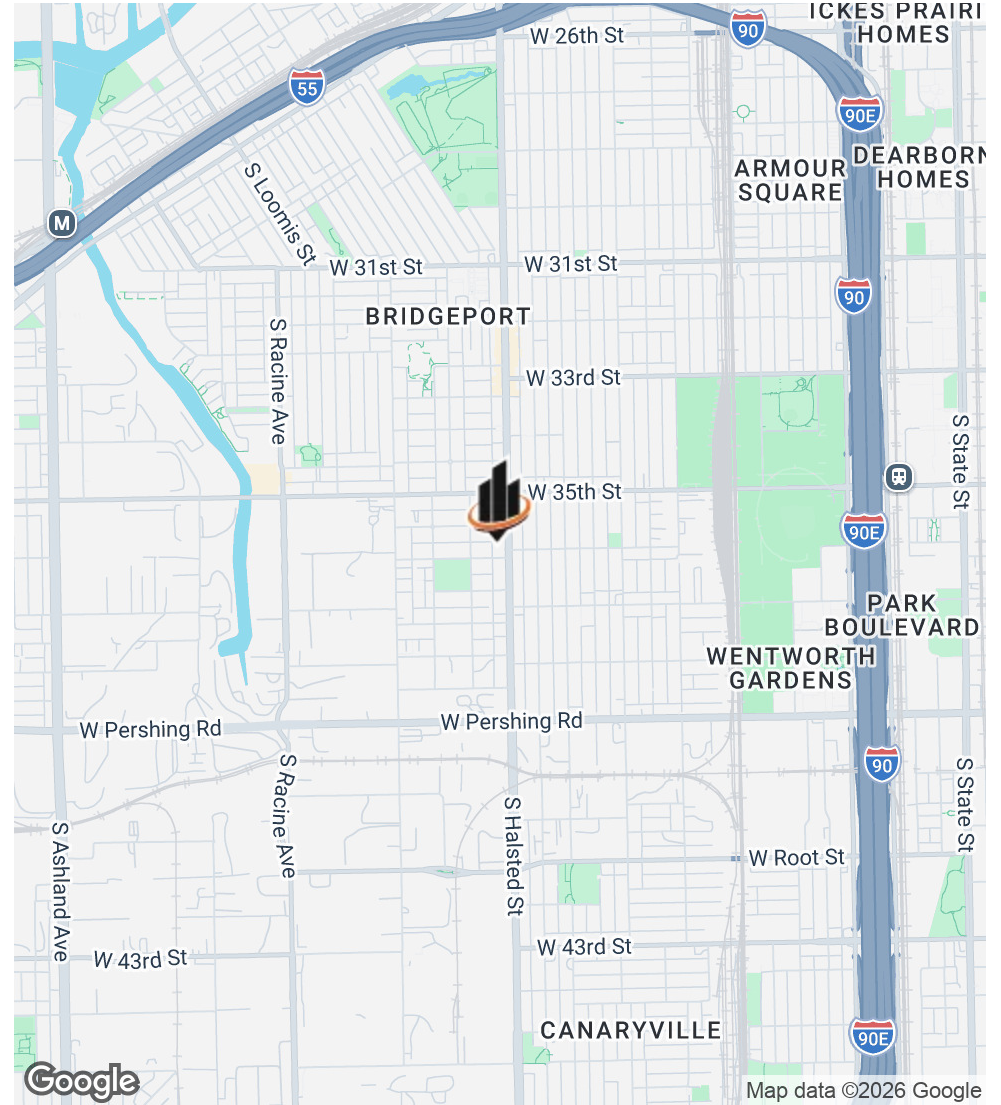 ICKES PRAIRI
HOMES
W 26th St
90
55
90E
ARMOUR
SQUARE
DEARBORN
HOMES
S Loomis St
M
W 31st St
W 31st St
90
BRIDGEPORT
S Racine Ave
W 33rd St
S State St
W 35th St
90E
PARK
BOULEVARD
WENTWORTH
GARDENS
W Pershing Rd
W Pershing Rd
90
S Racine Ave
S State St
S Halsted St
S Ashland Ave
W Root St
W 43rd St
W 43rd St
CANARYVILLE
90E
Google
Map data ©2026 Google